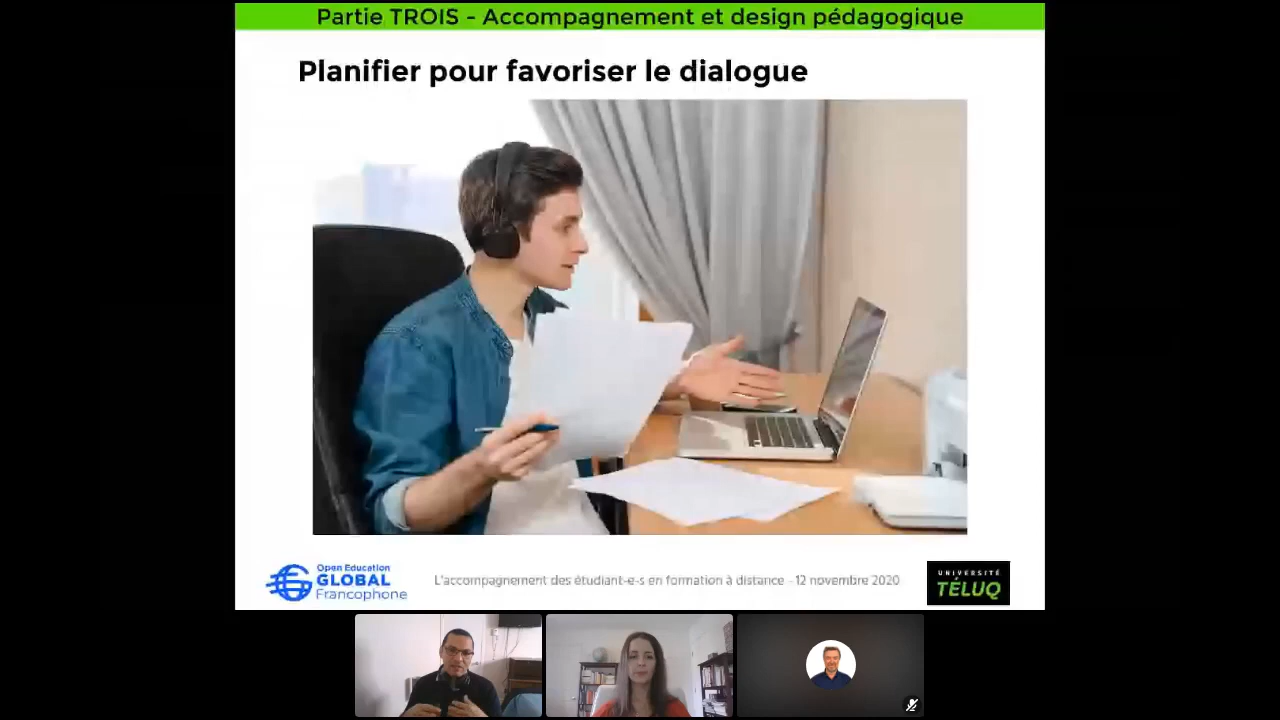 Partie TROIS - Accompagnement et design pédagogique
Planifier pour favoriser le dialogue
Open Education
GLOBAL
Francophone
L'accompagnement des étudiant-e-s en formation à distance - 12 novembre 2020
UNIVERSITÉ
TÉLUQ